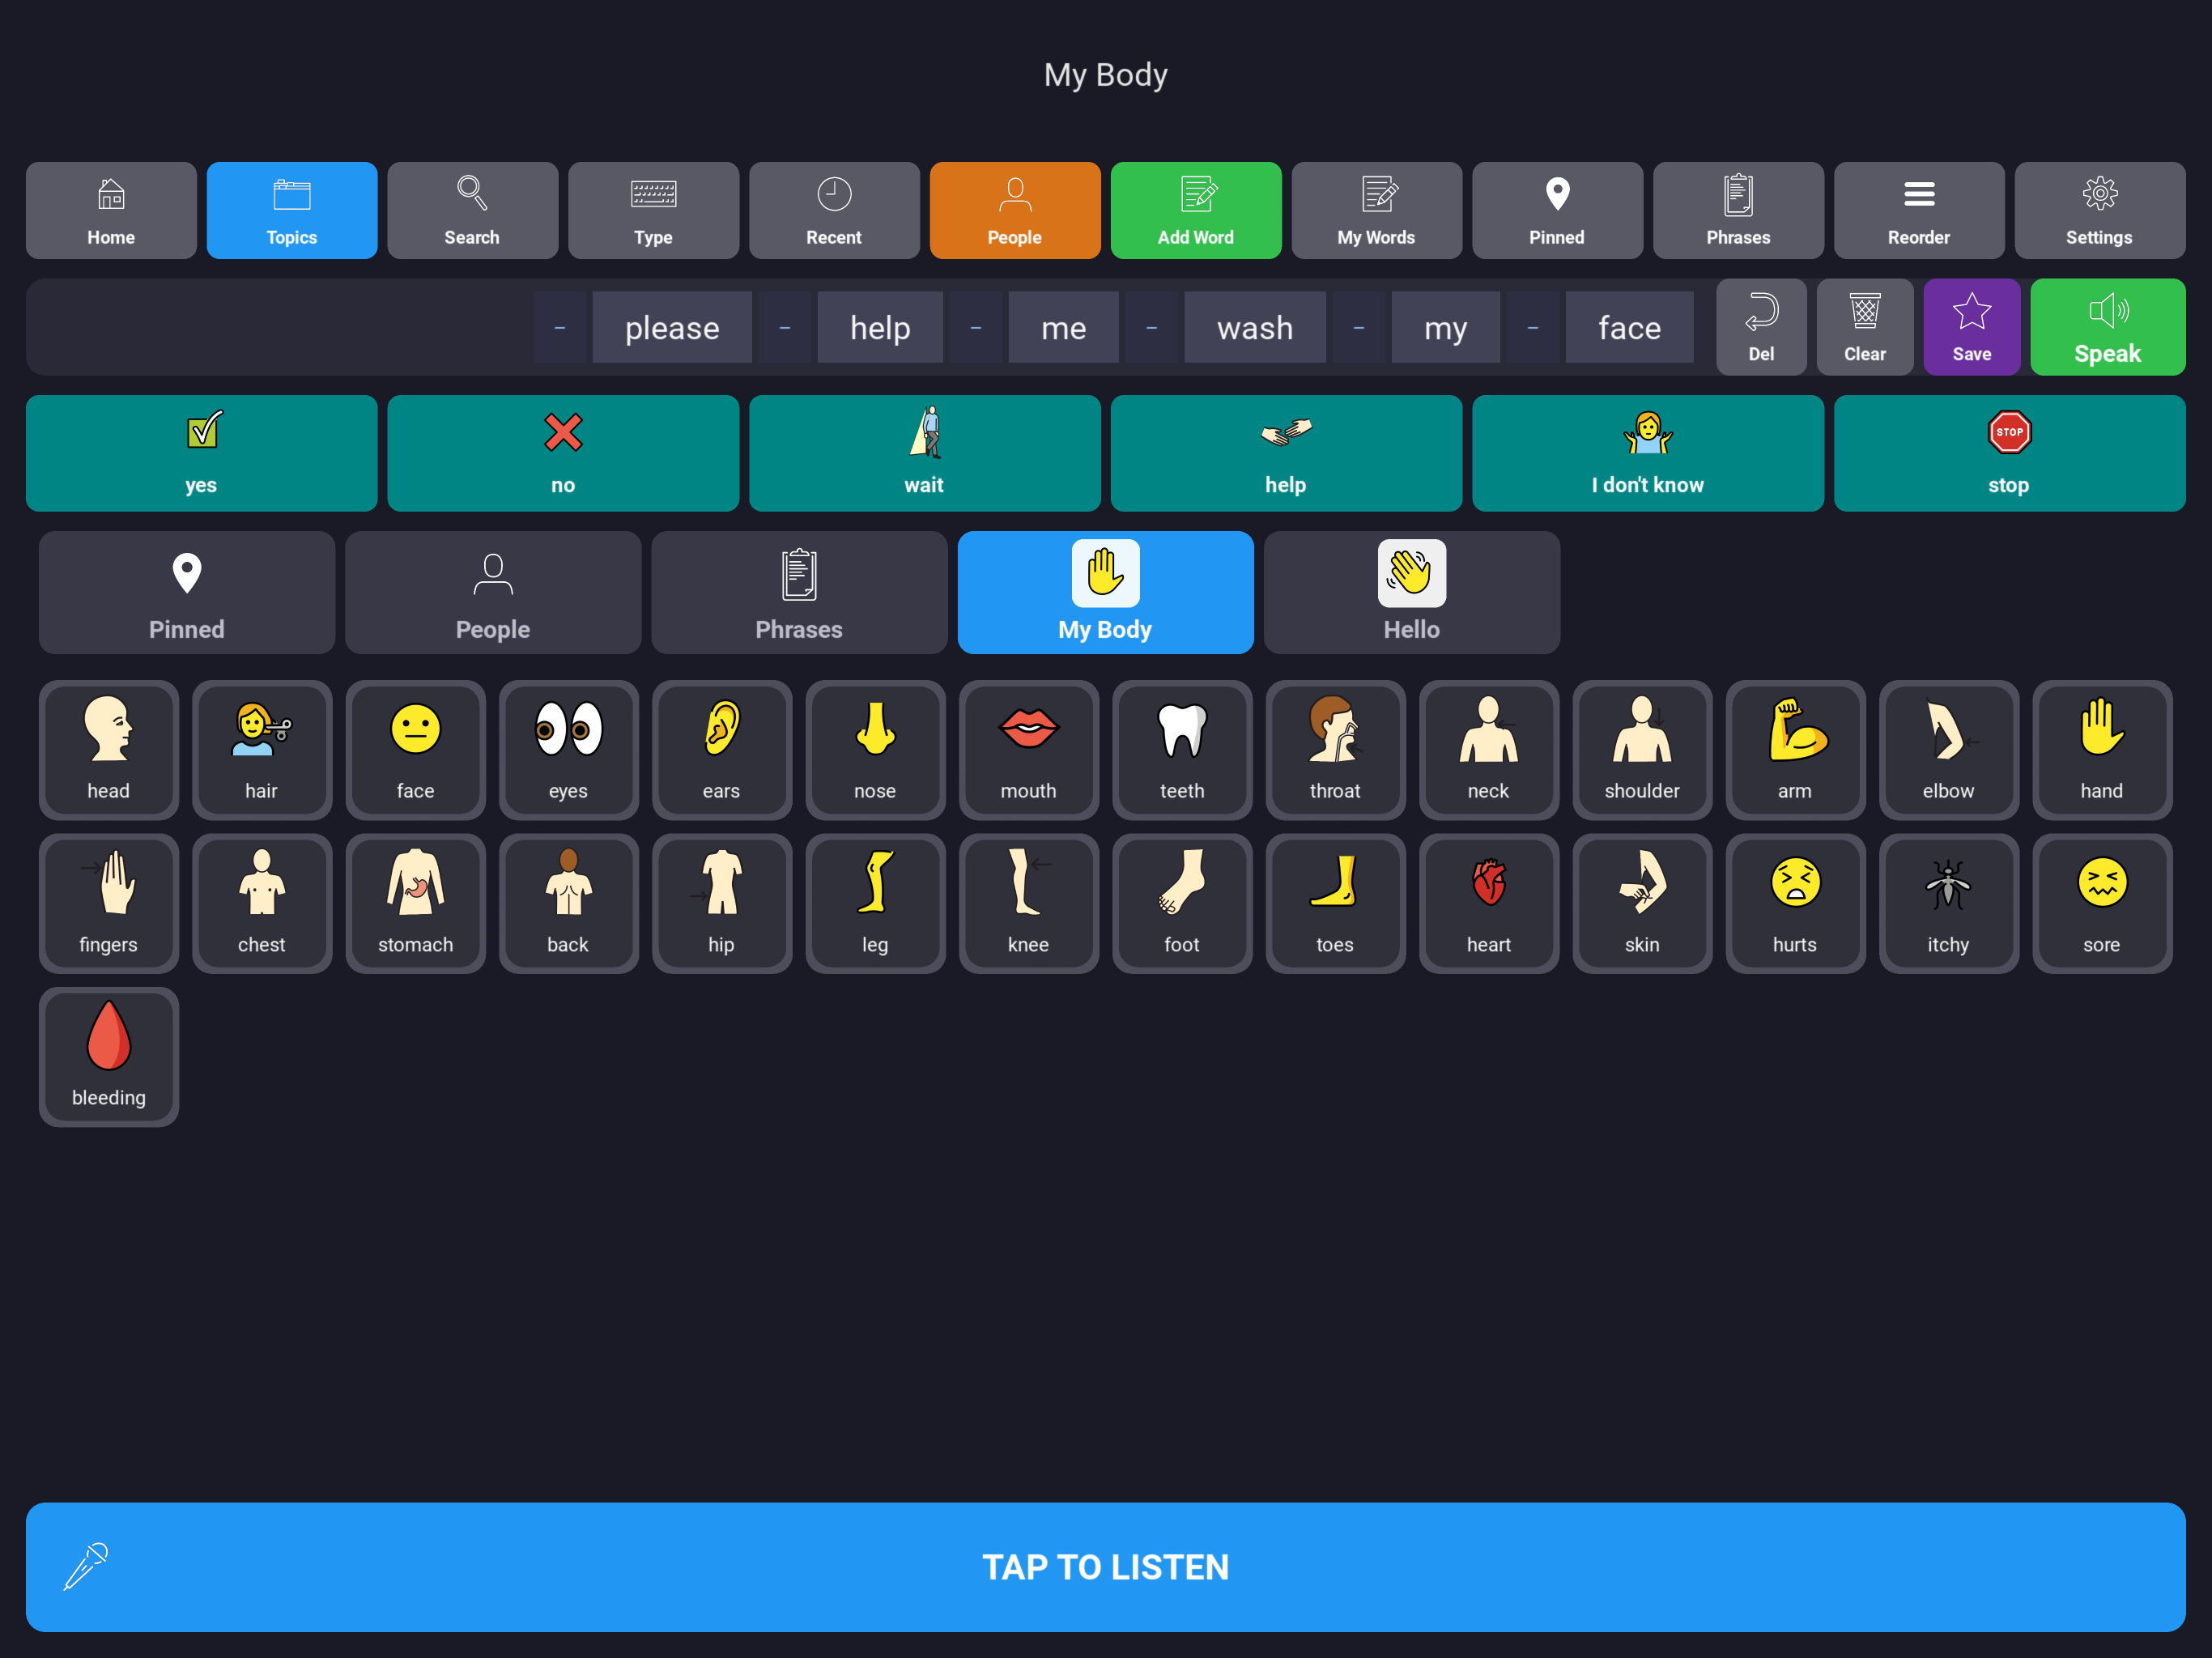 My Body
Home Topics Search Type Recent People Add Word My Words Pinned Phrases Reorder Settings
– please – help – me – wash – my – face Del Clear Save Speak
STOP
yes no wait help I don't know stop
Pinned People Phrases My Body Hello
head hair face eyes ears nose mouth teeth throat neck shoulder arm elbow hand
fingers chest stomach back hip leg knee foot toes heart skin hurts itchy sore
bleeding
TAP TO LISTEN